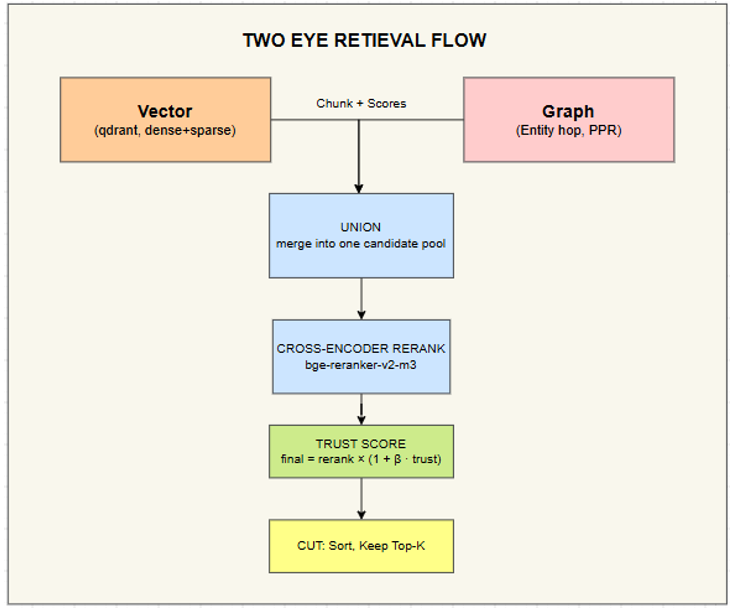 TWO EYE RETIEVAL FLOW
Vector
(qdrant, dense+sparse)
Chunk + Scores
Graph
(Entity hop, PPR)
UNION
merge into one candidate pool
CROSS-ENCODER RERANK
bge-reranker-v2-m3
TRUST SCORE
final = rerank × (1 + β · trust)
CUT: Sort, Keep Top-K